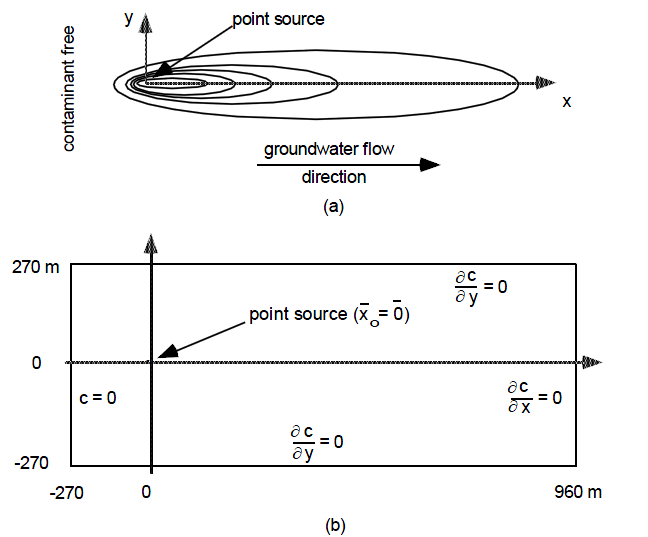 y
point source
contaminant free
x
groundwater flow
direction
(a)
270 m
∂c/∂y = 0
point source (x̄o = 0̄)
0
c = 0
∂c/∂x = 0
∂c/∂y = 0
-270
-270 0 960 m
(b)